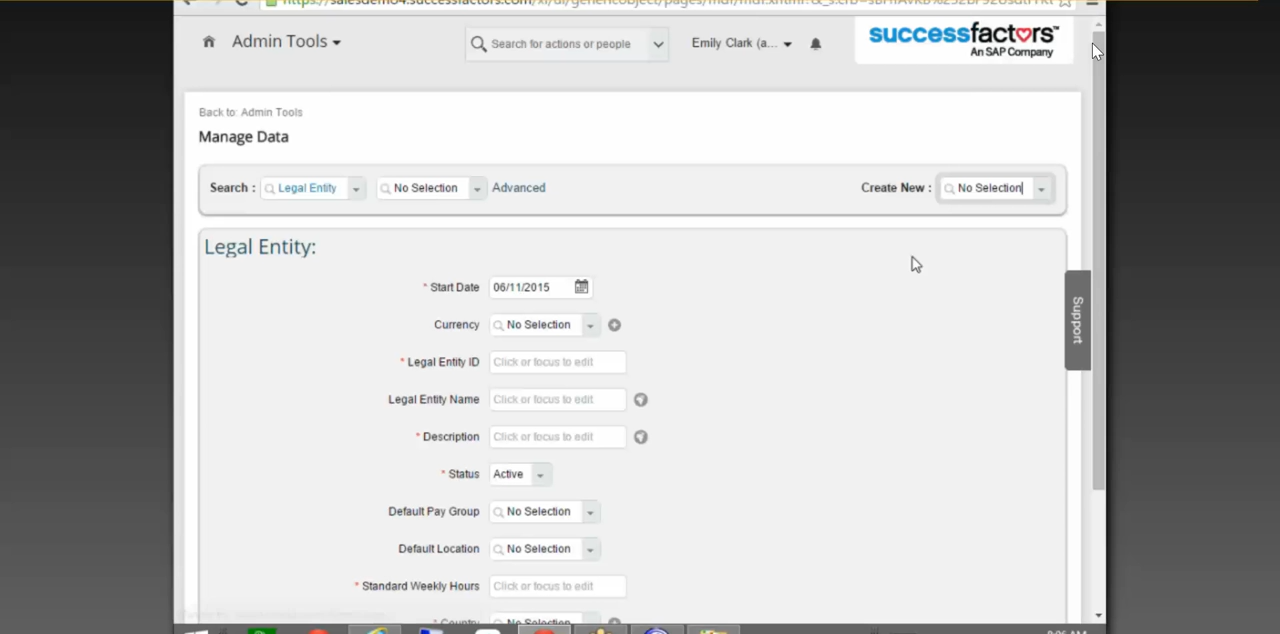 Admin Tools
Search for actions or people
Emily Clark (a...
successfactors™
An SAP Company
Back to: Admin Tools
Manage Data
Search :
Legal Entity
No Selection
Advanced
Create New :
No Selection
Legal Entity:
* Start Date
06/11/2015
Currency
No Selection
* Legal Entity ID
Click or focus to edit
Legal Entity Name
Click or focus to edit
* Description
Click or focus to edit
* Status
Active
Default Pay Group
No Selection
Default Location
No Selection
* Standard Weekly Hours
Click or focus to edit
* Country
No Selection
Support